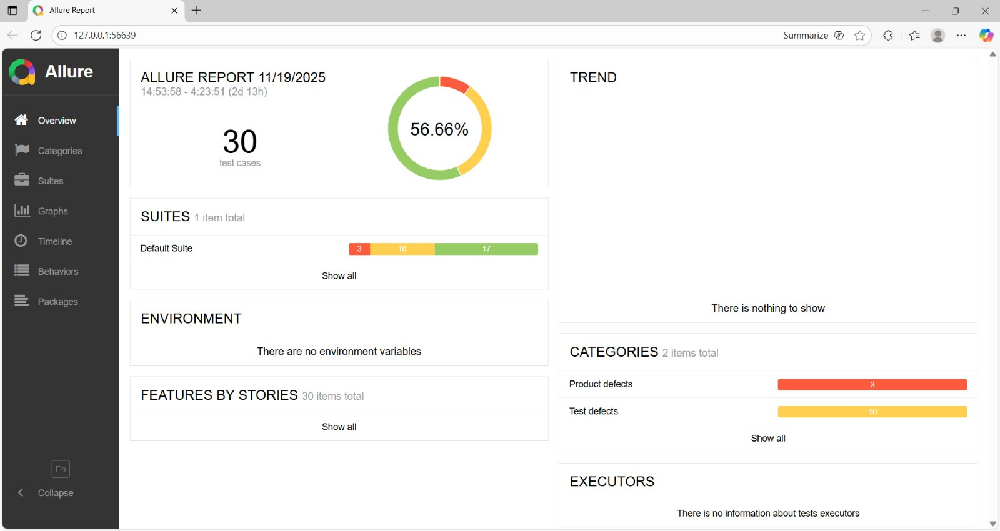 Allure Report
127.0.0.1:56639
Summarize
Allure
Overview
Categories
Suites
Graphs
Timeline
Behaviors
Packages
En
Collapse
ALLURE REPORT 11/19/2025
14:53:58 - 4:23:51 (2d 13h)
30
test cases
56.66%
SUITES 1 item total
Default Suite 3 10 17
Show all
ENVIRONMENT
There are no environment variables
FEATURES BY STORIES 30 items total
Show all
TREND
There is nothing to show
CATEGORIES 2 items total
Product defects 3
Test defects 10
Show all
EXECUTORS
There is no information about tests executors